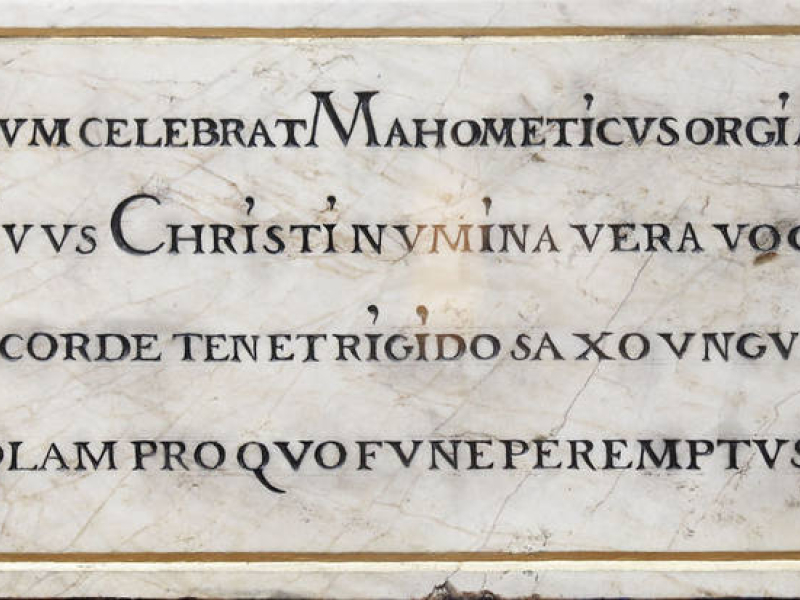 VM CELEBRAT MAHOMETICVS ORGIA
VVS CHRISTI NVMINA VERA VOC
CORDE TENET RIGIDO SAXO VNGV
OLAM PRO QVO FVNE PEREMPTVS